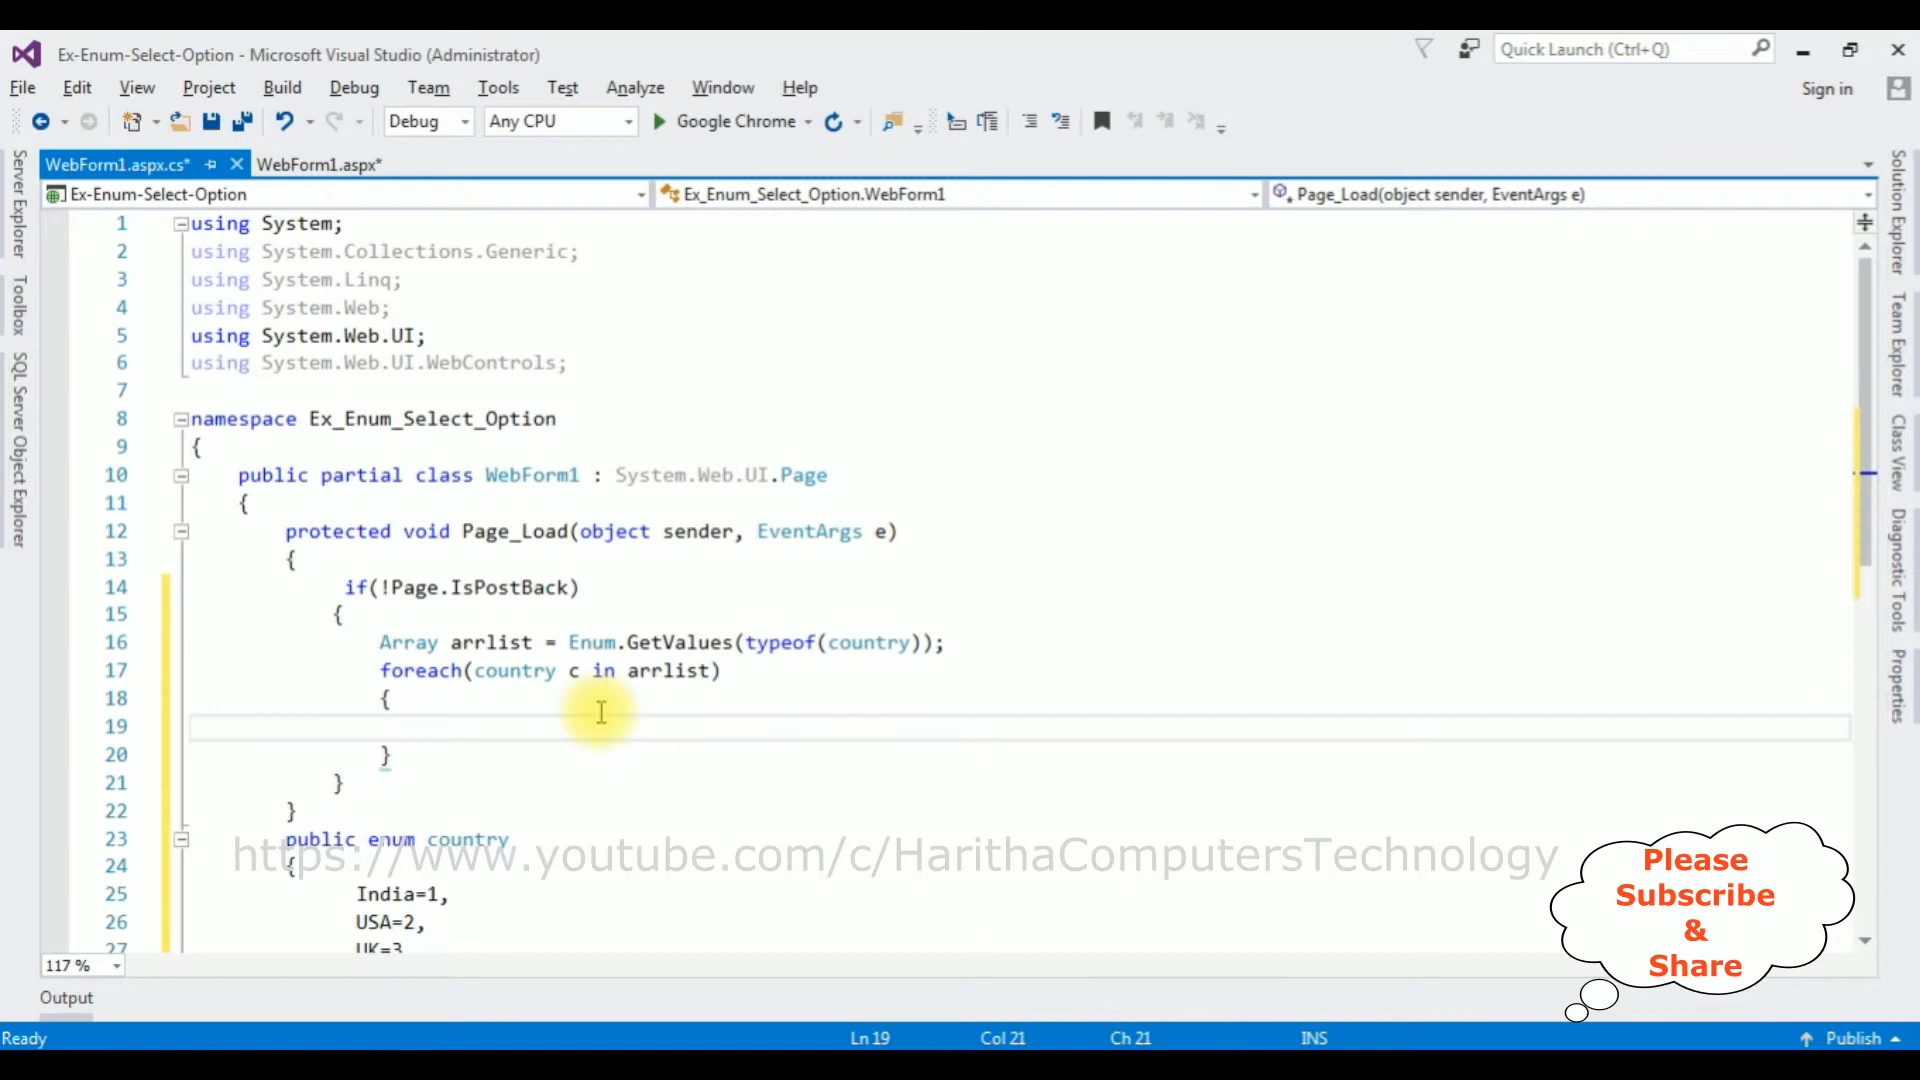 Ex-Enum-Select-Option - Microsoft Visual Studio (Administrator)
Quick Launch (Ctrl+Q)
File Edit View Project Build Debug Team Tools Test Analyze Window Help
Sign in
Debug Any CPU Google Chrome
WebForm1.aspx.cs* WebForm1.aspx*
Ex-Enum-Select-Option Ex_Enum_Select_Option.WebForm1 Page_Load(object sender, EventArgs e)
Server Explorer
Toolbox
SQL Server Object Explorer
1 using System;
2 using System.Collections.Generic;
3 using System.Linq;
4 using System.Web;
5 using System.Web.UI;
6 using System.Web.UI.WebControls;
7
8 namespace Ex_Enum_Select_Option
9 {
10 public partial class WebForm1 : System.Web.UI.Page
11 {
12 protected void Page_Load(object sender, EventArgs e)
13 {
14 if(!Page.IsPostBack)
15 {
16 Array arrlist = Enum.GetValues(typeof(country));
17 foreach(country c in arrlist)
18 {
19
20 }
21 }
22 }
23 public enum country
24 {
25 India=1,
26 USA=2,
27 UK=3
https://www.youtube.com/c/HarithaComputersTechnology
Solution Explorer
Team Explorer
Class View
Diagnostic Tools
Properties
Please
Subscribe
&
Share
117 %
Output
Ready Ln 19 Col 21 Ch 21 INS Publish